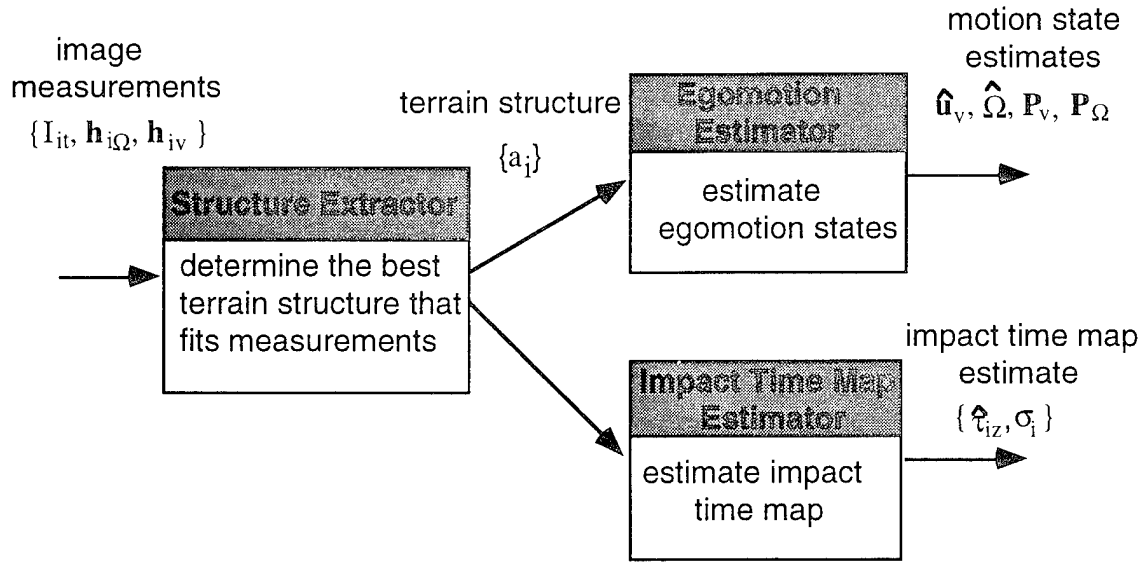 image
measurements
{I_it, h_iΩ, h_iv }
Structure Extractor
determine the best
terrain structure that
fits measurements
terrain structure
{a_i}
Egomotion
Estimator
estimate
egomotion states
motion state
estimates
û_v, Ω̂, P_v, P_Ω
Impact Time Map
Estimator
estimate impact
time map
impact time map
estimate
{ τ̂_iz, σ_i }